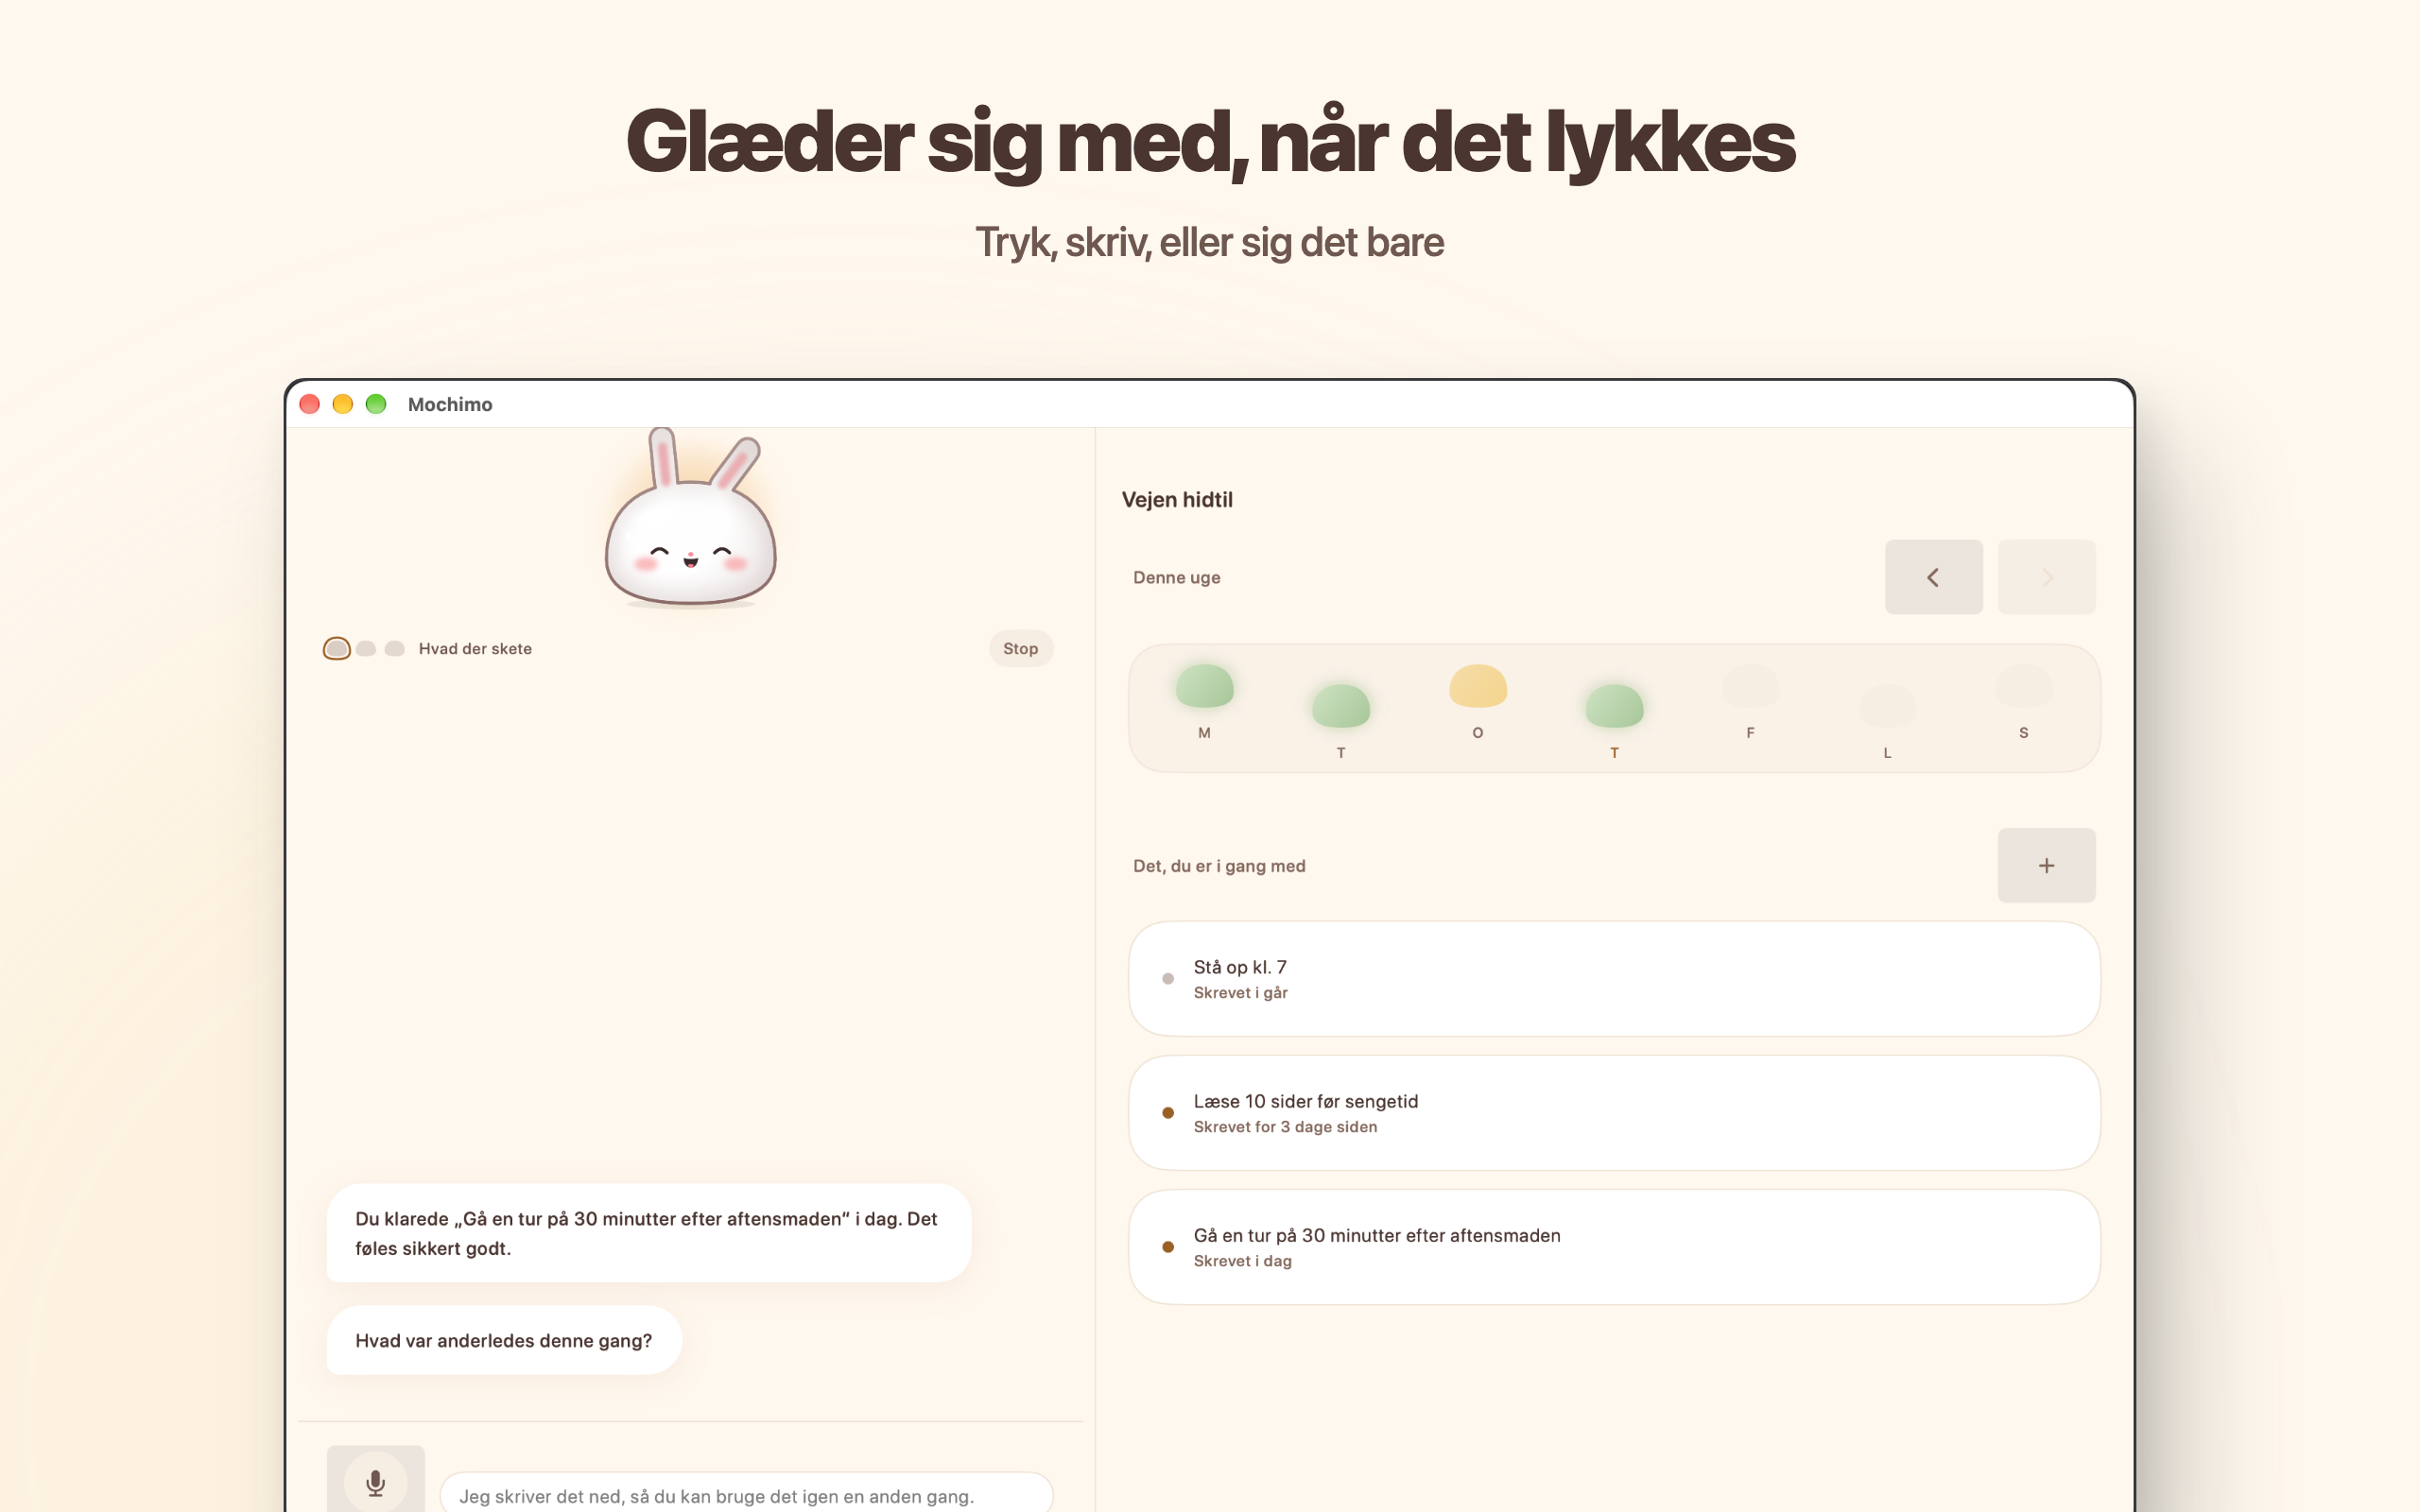 Glæder sig med, når det lykkes
Tryk, skriv, eller sig det bare
Mochimo
Hvad der skete
Stop
Du klarede „Gå en tur på 30 minutter efter aftensmaden“ i dag. Det
føles sikkert godt.
Hvad var anderledes denne gang?
Jeg skriver det ned, så du kan bruge det igen en anden gang.
Vejen hidtil
Denne uge
M
T
O
T
F
L
S
Det, du er i gang med
Stå op kl. 7
Skrevet i går
Læse 10 sider før sengetid
Skrevet for 3 dage siden
Gå en tur på 30 minutter efter aftensmaden
Skrevet i dag